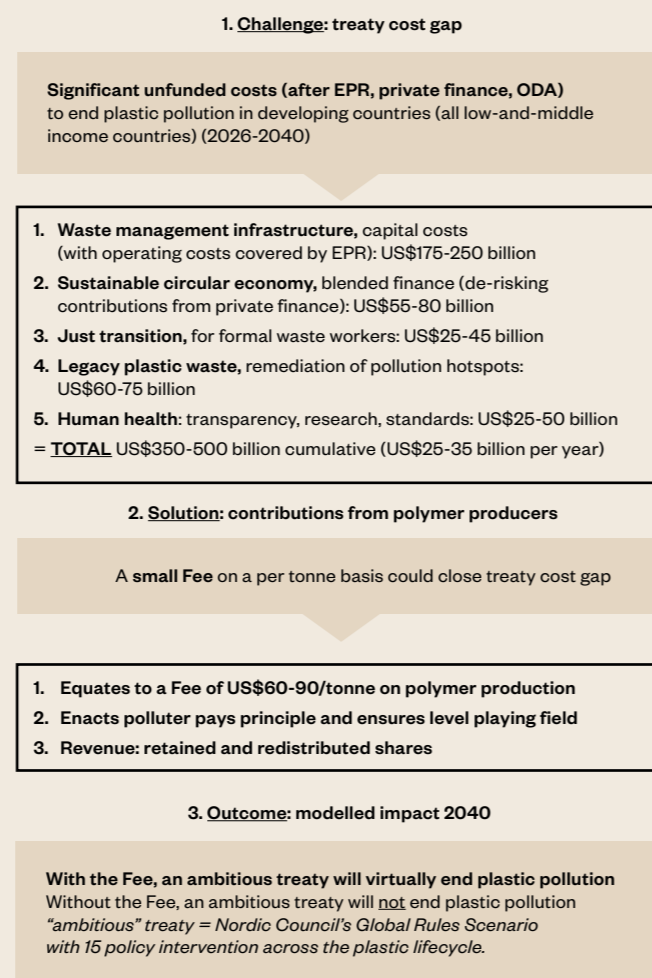 1. Challenge: treaty cost gap
Significant unfunded costs (after EPR, private finance, ODA)
to end plastic pollution in developing countries (all low-and-middle
income countries) (2026-2040)
1. Waste management infrastructure, capital costs
(with operating costs covered by EPR): US$175-250 billion
2. Sustainable circular economy, blended finance (de-risking
contributions from private finance): US$55-80 billion
3. Just transition, for formal waste workers: US$25-45 billion
4. Legacy plastic waste, remediation of pollution hotspots:
US$60-75 billion
5. Human health: transparency, research, standards: US$25-50 billion
= TOTAL US$350-500 billion cumulative (US$25-35 billion per year)
2. Solution: contributions from polymer producers
A small Fee on a per tonne basis could close treaty cost gap
1. Equates to a Fee of US$60-90/tonne on polymer production
2. Enacts polluter pays principle and ensures level playing field
3. Revenue: retained and redistributed shares
3. Outcome: modelled impact 2040
With the Fee, an ambitious treaty will virtually end plastic pollution
Without the Fee, an ambitious treaty will not end plastic pollution
“ambitious” treaty = Nordic Council’s Global Rules Scenario
with 15 policy intervention across the plastic lifecycle.